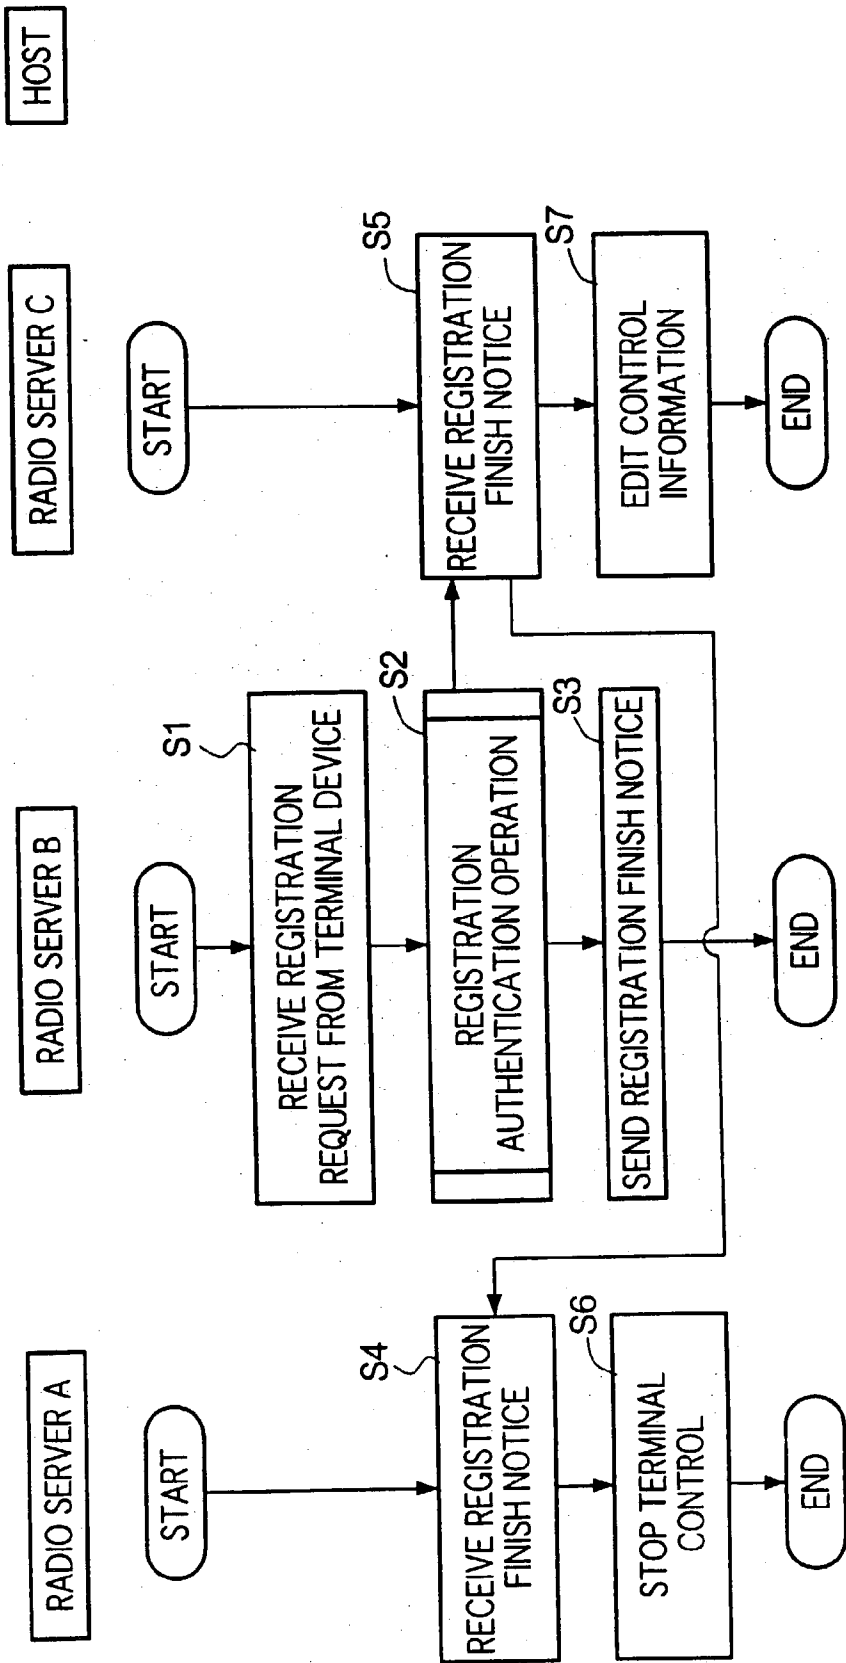 RADIO SERVER A
RADIO SERVER B
RADIO SERVER C
HOST
START
START
START
S1
RECEIVE REGISTRATION
REQUEST FROM TERMINAL DEVICE
S4
RECEIVE REGISTRATION
FINISH NOTICE
S2
REGISTRATION
AUTHENTICATION OPERATION
S5
RECEIVE REGISTRATION
FINISH NOTICE
S6
STOP TERMINAL
CONTROL
S3
SEND REGISTRATION FINISH NOTICE
S7
EDIT CONTROL
INFORMATION
END
END
END